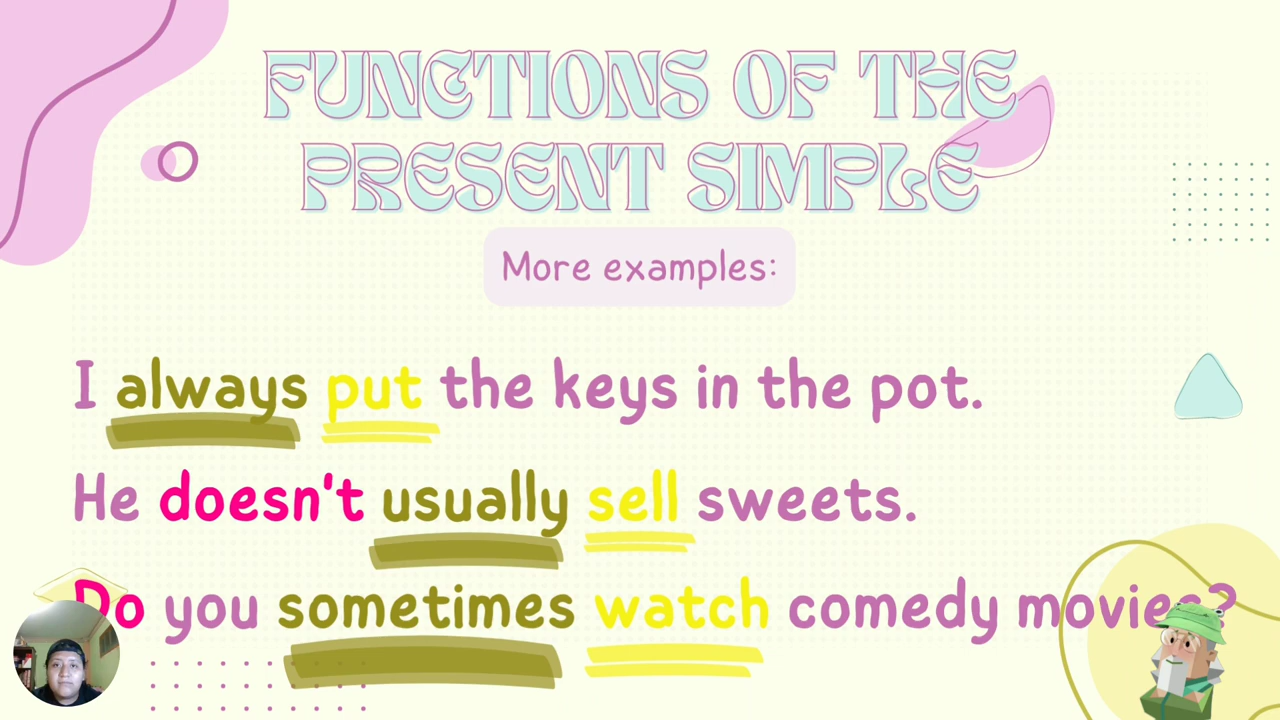 FUNCTIONS OF THE
PRESENT SIMPLE
More examples:
I always put the keys in the pot.
He doesn't usually sell sweets.
Do you sometimes watch comedy movies?